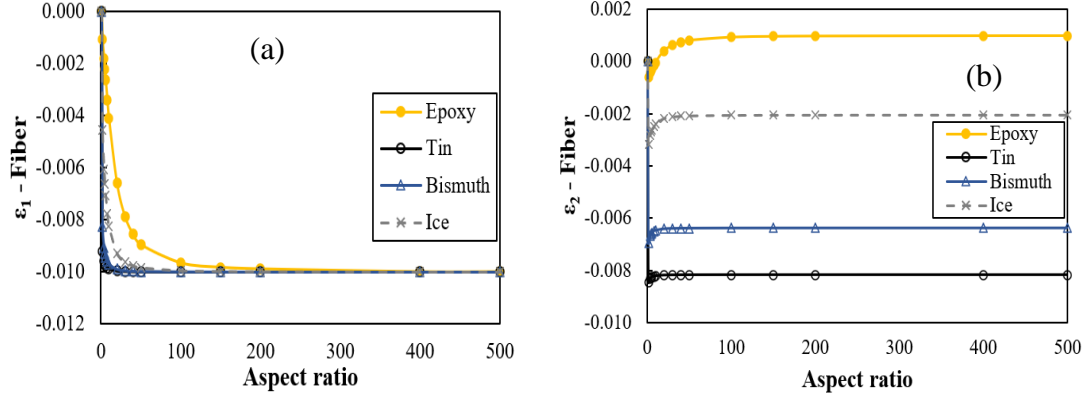 0.000
-0.002
-0.004
-0.006
-0.008
-0.010
-0.012
ε1 - Fiber
(a)
Epoxy
Tin
Bismuth
Ice
0 100 200 300 400 500
Aspect ratio
0.002
0.000
-0.002
-0.004
-0.006
-0.008
-0.010
ε2 - Fiber
(b)
Epoxy
Tin
Bismuth
Ice
0 100 200 300 400 500
Aspect ratio